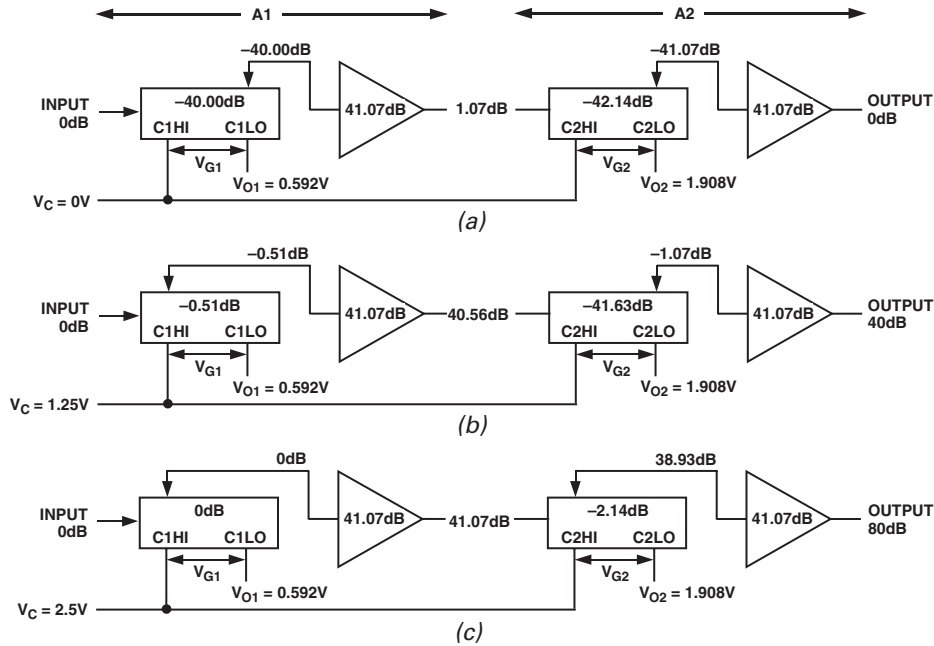 A1 A2
–40.00dB –41.07dB
INPUT 0dB –40.00dB 41.07dB 1.07dB –42.14dB 41.07dB OUTPUT 0dB
C1HI C1LO C2HI C2LO
VG1 VG2
VO1 = 0.592V VO2 = 1.908V
VC = 0V
(a)
–0.51dB –1.07dB
INPUT 0dB –0.51dB 41.07dB 40.56dB –41.63dB 41.07dB OUTPUT 40dB
C1HI C1LO C2HI C2LO
VG1 VG2
VO1 = 0.592V VO2 = 1.908V
VC = 1.25V
(b)
0dB 38.93dB
INPUT 0dB 0dB 41.07dB 41.07dB –2.14dB 41.07dB OUTPUT 80dB
C1HI C1LO C2HI C2LO
VG1 VG2
VO1 = 0.592V VO2 = 1.908V
VC = 2.5V
(c)